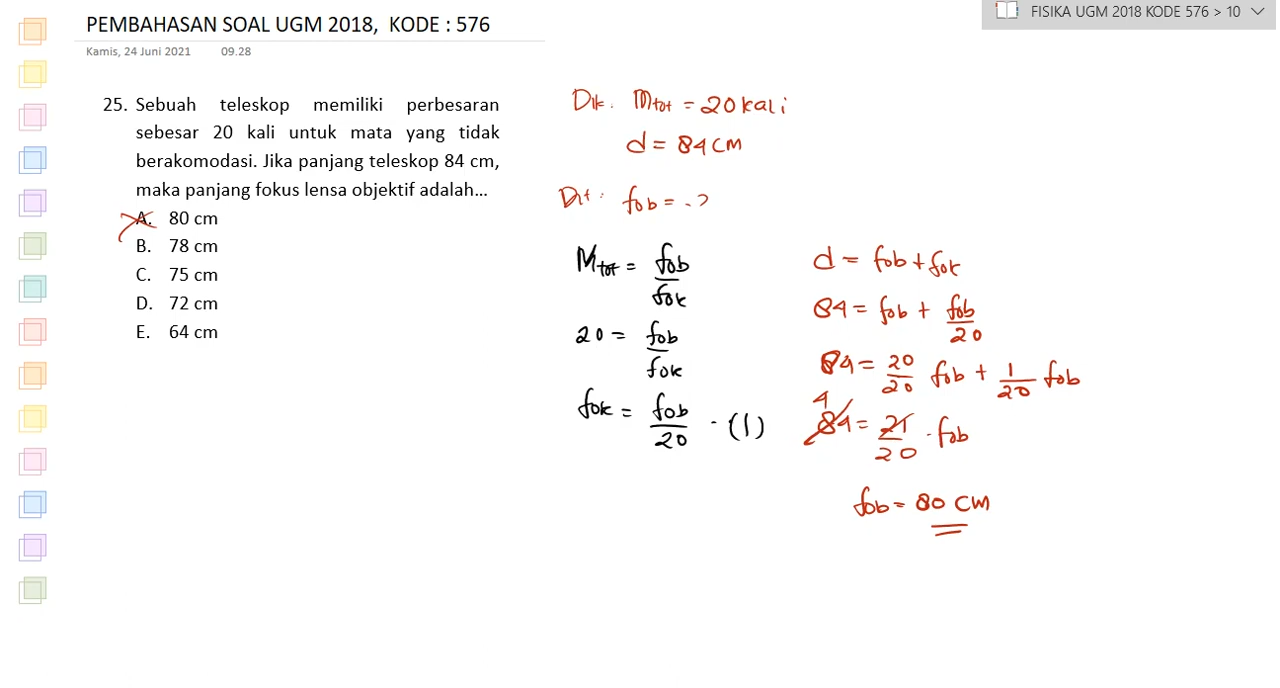 PEMBAHASAN SOAL UGM 2018, KODE : 576
FISIKA UGM 2018 KODE 576 > 10
Kamis, 24 Juni 2021 09.28
25. Sebuah teleskop memiliki perbesaran
sebesar 20 kali untuk mata yang tidak
berakomodasi. Jika panjang teleskop 84 cm,
maka panjang fokus lensa objektif adalah...
A. 80 cm
B. 78 cm
C. 75 cm
D. 72 cm
E. 64 cm
Dik. Mtot = 20 kali
d = 84 cm
Dit : fob = ..?
Mtot = fob/fok
20 = fob/fok
fok = fob/20 ..(1)
d = fob + fok
84 = fob + fob/20
84 = 20/20 fob + 1/20 fob
4
84 = 21/20 . fob
fob = 80 cm